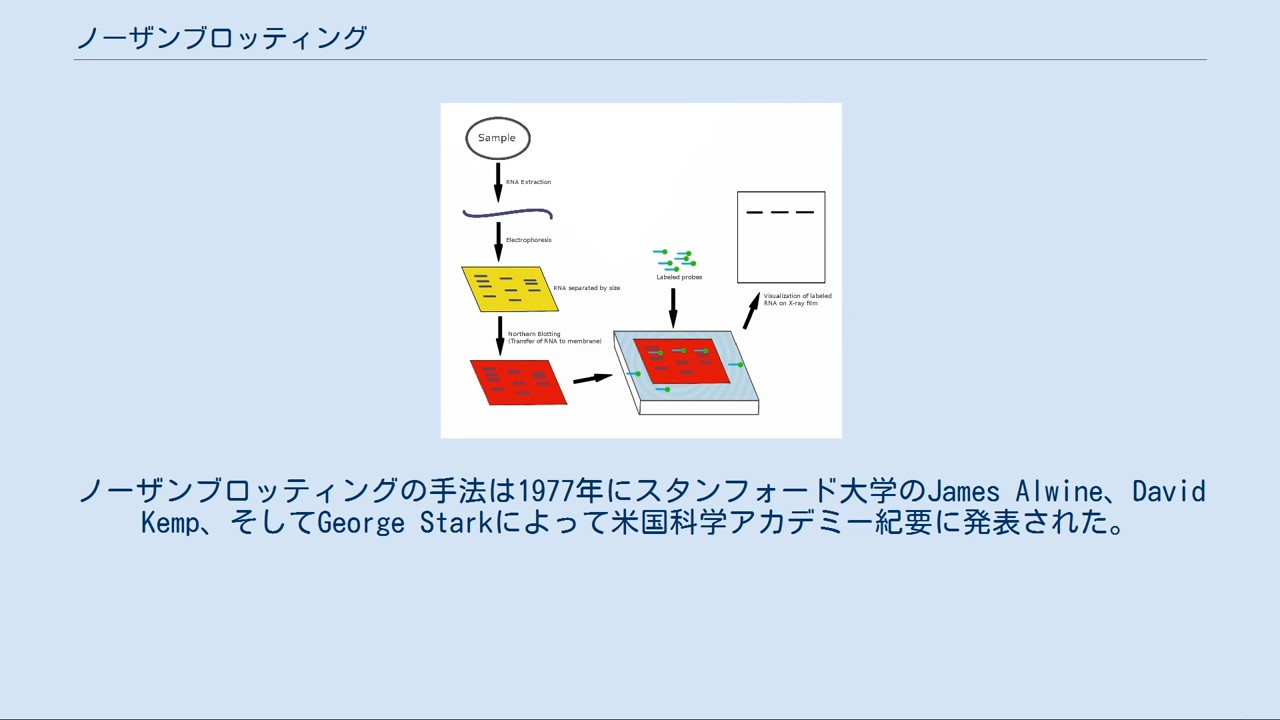 ノーザンブロッティング
Sample
RNA Extraction
Electrophoresis
RNA separated by size
Northern Blotting
(Transfer of RNA to membrane)
Labeled probes
Visualization of labeled
RNA on X-ray film
ノーザンブロッティングの手法は1977年にスタンフォード大学のJames Alwine、David
Kemp、そしてGeorge Starkによって米国科学アカデミー紀要に発表された。